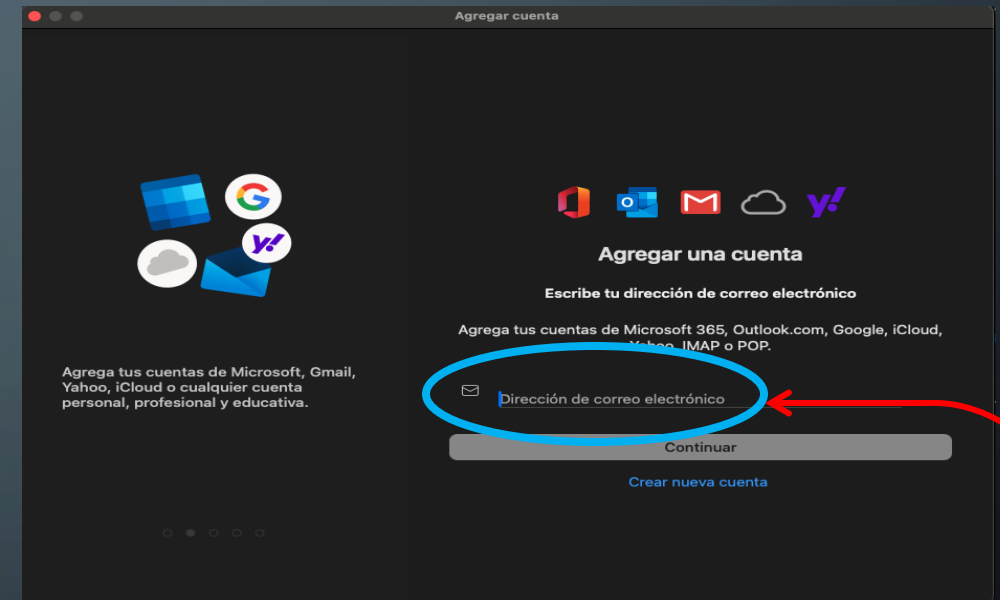 Agregar cuenta
Agregar una cuenta
Escribe tu dirección de correo electrónico
Agrega tus cuentas de Microsoft 365, Outlook.com, Google, iCloud,
Yahoo, IMAP o POP.
Dirección de correo electrónico
Continuar
Crear nueva cuenta
Agrega tus cuentas de Microsoft, Gmail,
Yahoo, iCloud o cualquier cuenta
personal, profesional y educativa.